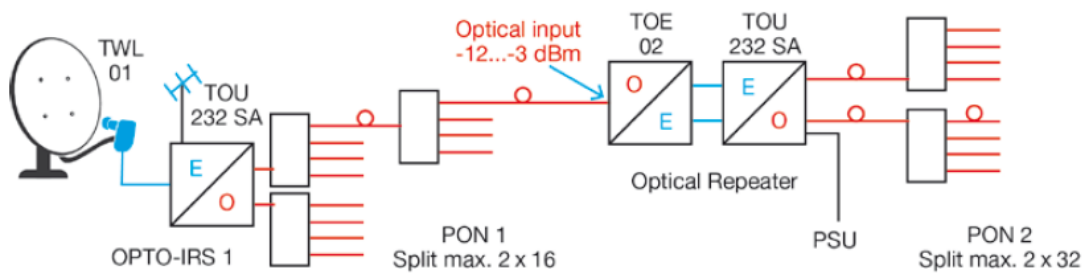 TWL
01
TOU
232 SA
E
O
OPTO-IRS 1
PON 1
Split max. 2 x 16
Optical input
-12...-3 dBm
TOE
02
O
E
TOU
232 SA
E
O
Optical Repeater
PSU
PON 2
Split max. 2 x 32